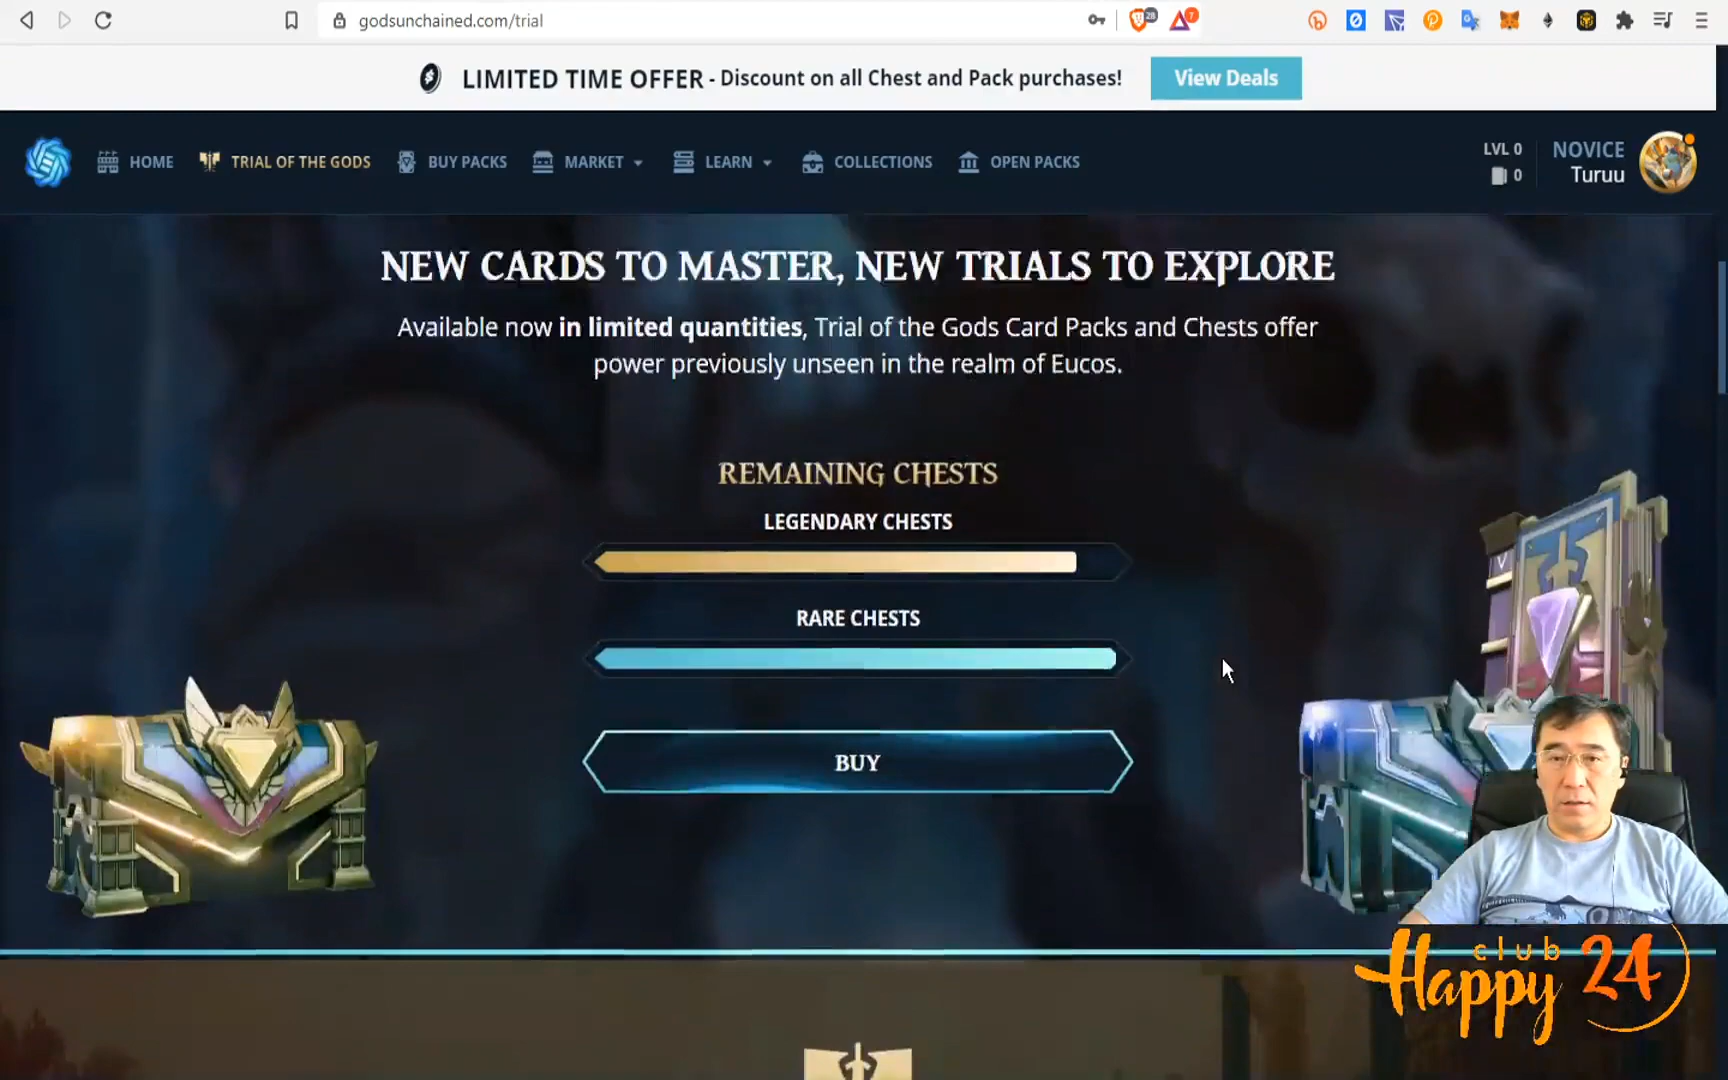 godsunchained.com/trial
28
7
LIMITED TIME OFFER - Discount on all Chest and Pack purchases!
View Deals
HOME
TRIAL OF THE GODS
BUY PACKS
MARKET
LEARN
COLLECTIONS
OPEN PACKS
LVL 0
0
NOVICE
Turuu
NEW CARDS TO MASTER, NEW TRIALS TO EXPLORE
Available now in limited quantities, Trial of the Gods Card Packs and Chests offer
power previously unseen in the realm of Eucos.
REMAINING CHESTS
LEGENDARY CHESTS
RARE CHESTS
BUY
club
Happy 24